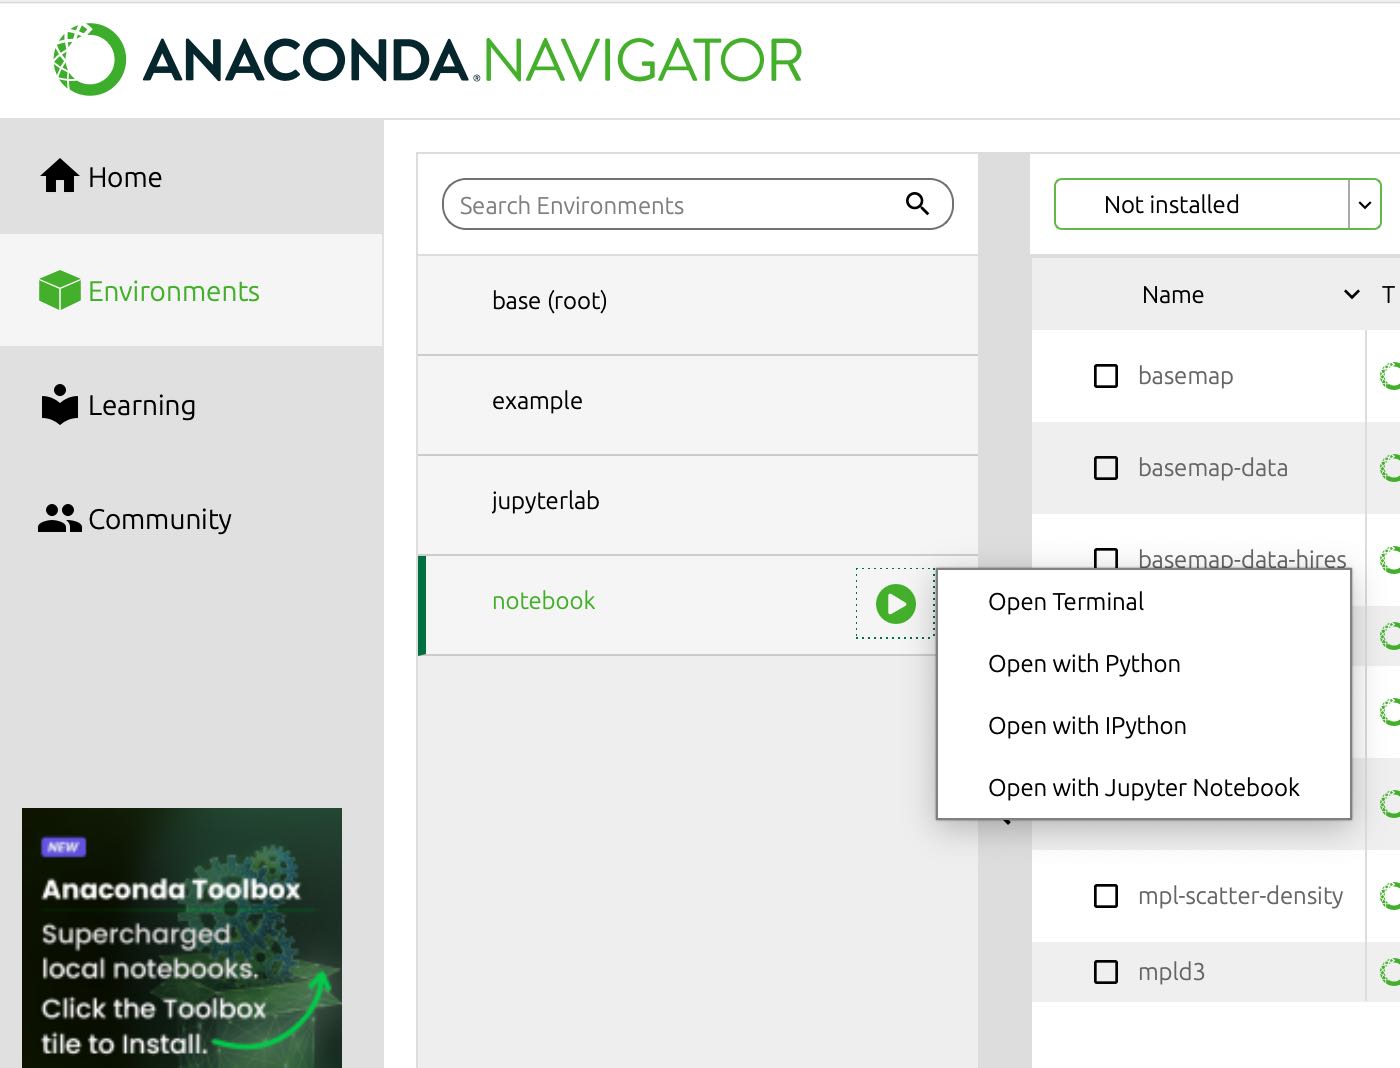 ANACONDA.NAVIGATOR
Home
Environments
Learning
Community
NEW
Anaconda Toolbox
Supercharged
local notebooks.
Click the Toolbox
tile to Install.
Search Environments
base (root)
example
jupyterlab
notebook
Open Terminal
Open with Python
Open with IPython
Open with Jupyter Notebook
Not installed
Name T
basemap
basemap-data
basemap-data-hires
mpl-scatter-density
mpld3